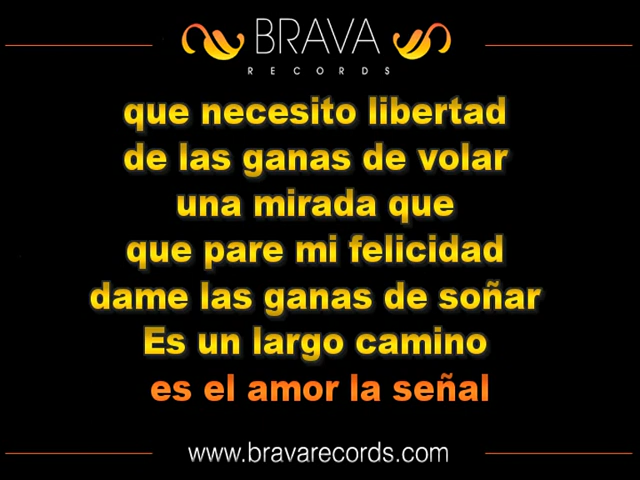 BRAVA
RECORDS
que necesito libertad
de las ganas de volar
una mirada que
que pare mi felicidad
dame las ganas de soñar
Es un largo camino
es el amor la señal
www.bravarecords.com